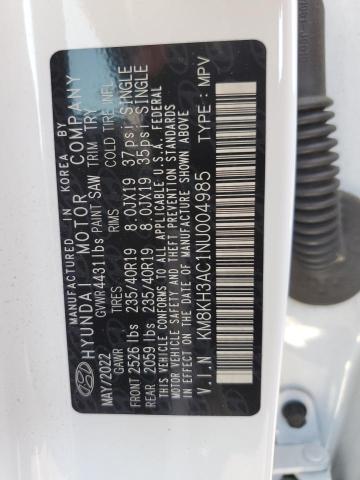 MANUFACTURED IN KOREA BY
HYUNDAI MOTOR COMPANY
GVWR 4431 lbs PAINT SAW TRIM TRY
MAY/2022 TIRES RMS COLD TIRE INFL.
GAWR
FRONT 2526 lbs 235/40R19 8.0JX19 37psi SINGLE
REAR 2059 lbs 235/40R19 8.0JX19 35psi SINGLE
THIS VEHICLE CONFORMS TO ALL APPLICABLE U.S.A. FEDERAL
MOTOR VEHICLE SAFETY AND THEFT PREVENTION STANDARDS
IN EFFECT ON THE DATE OF MANUFACTURE SHOWN ABOVE.
V.I.N KM8KH3AC1NU004985 TYPE : MPV